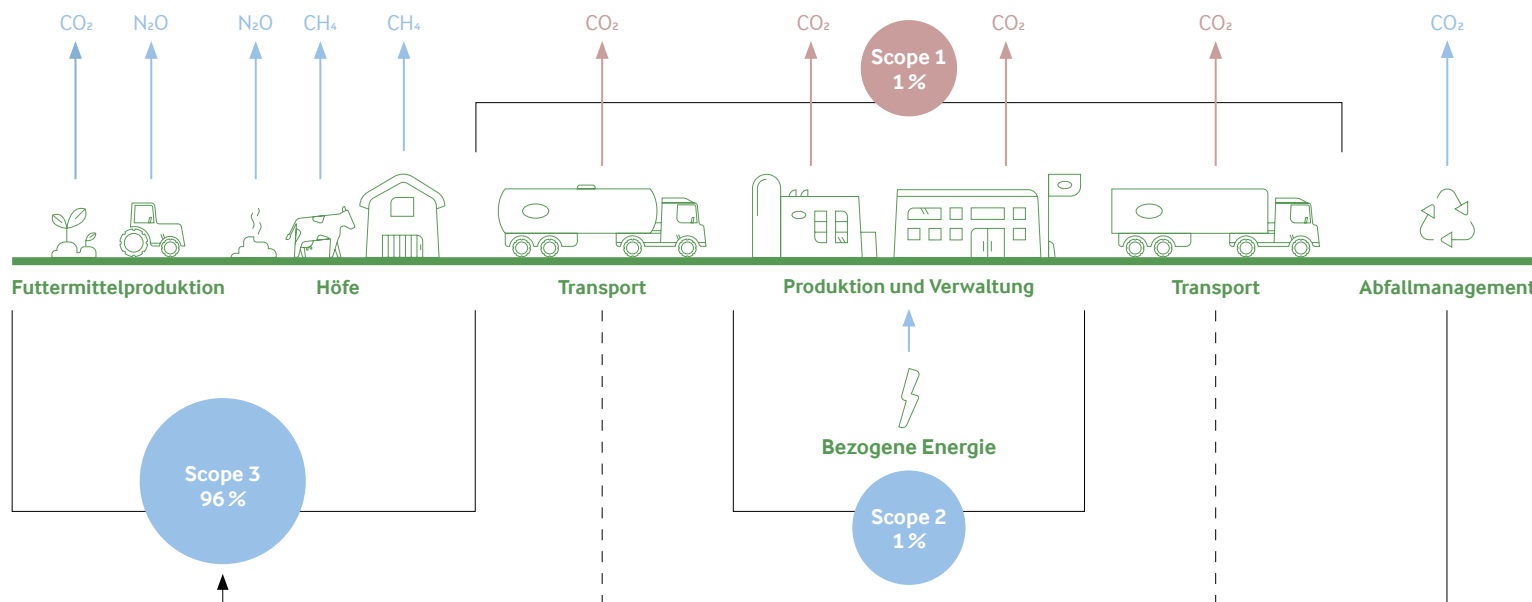 CO₂
N₂O
N₂O
CH₄
CH₄
CO₂
CO₂
CO₂
CO₂
CO₂
Scope 1
1 %
Futtermittelproduktion
Höfe
Transport
Produktion und Verwaltung
Transport
Abfallmanagement
Bezogene Energie
Scope 3
96 %
Scope 2
1 %